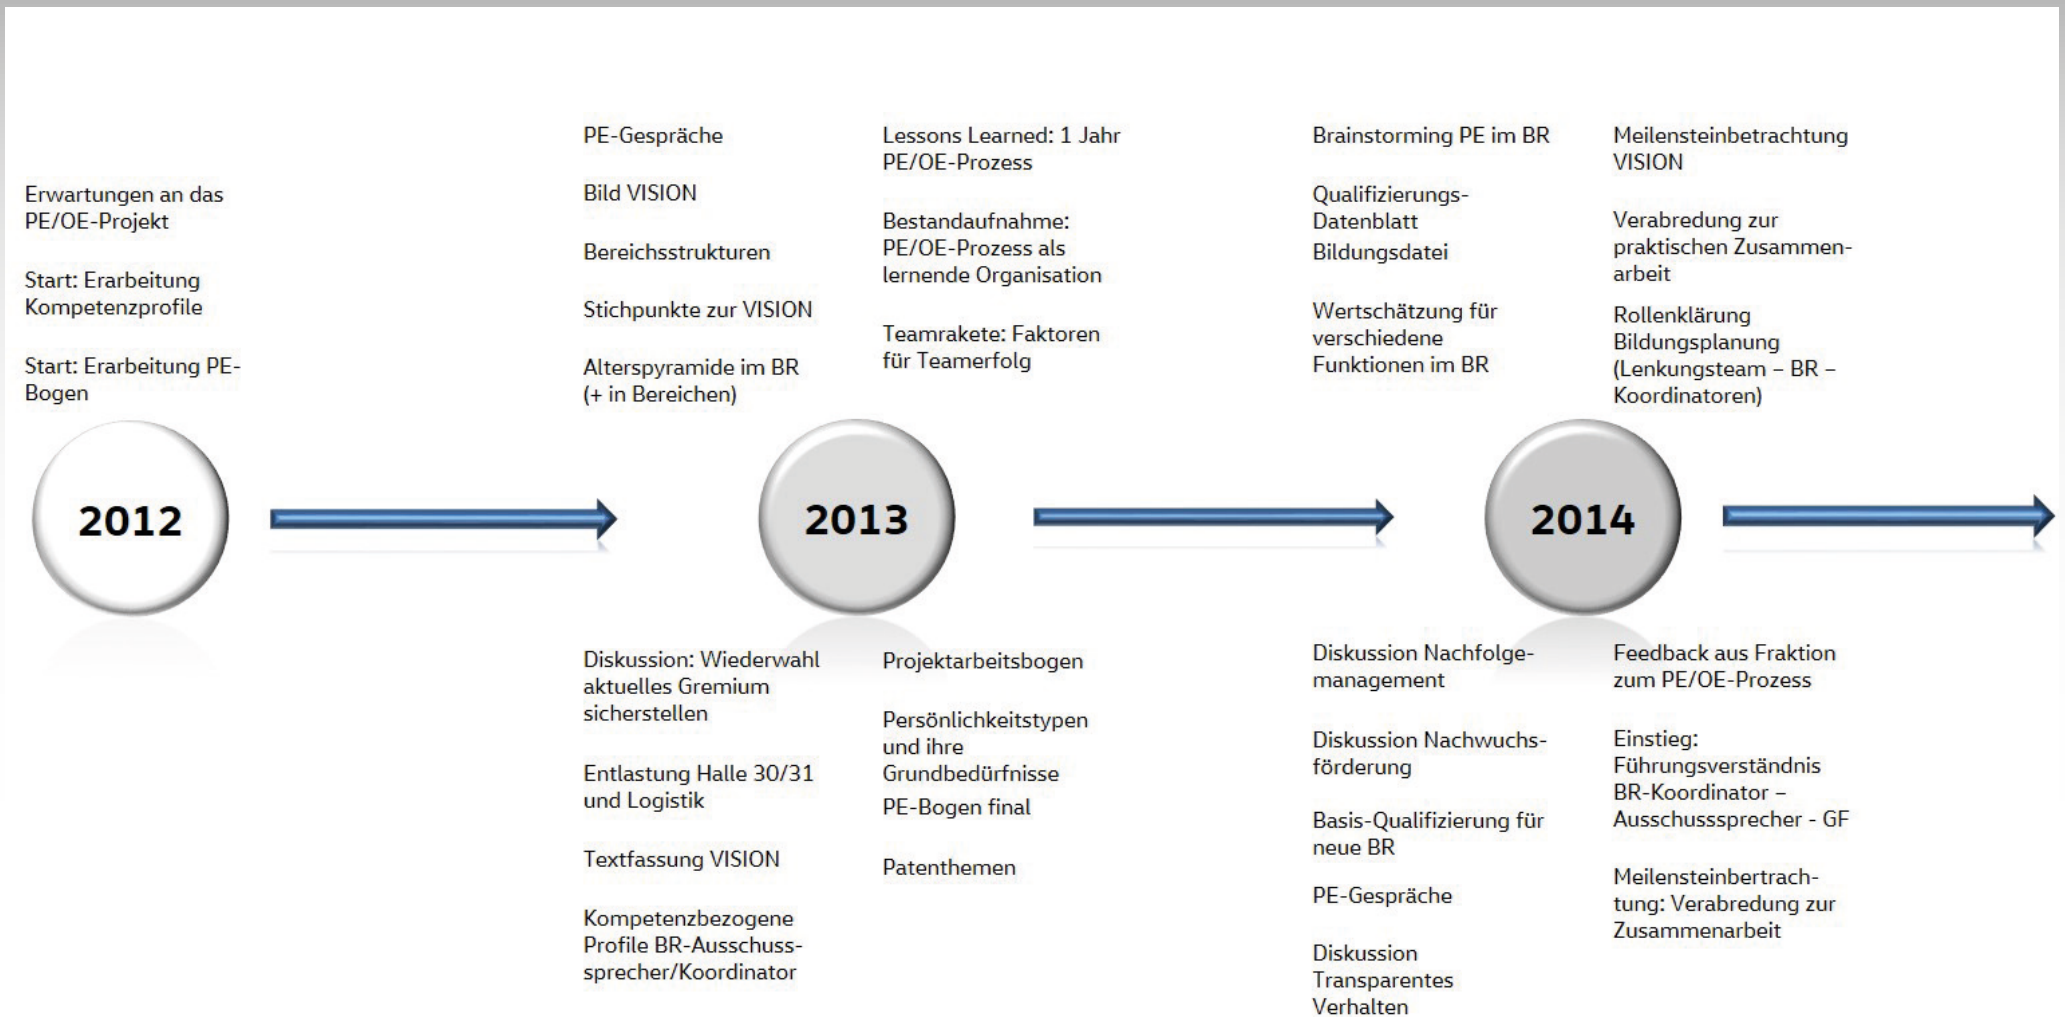 Erwartungen an das
PE/OE-Projekt
Start: Erarbeitung
Kompetenzprofile
Start: Erarbeitung PE-
Bogen
2012
PE-Gespräche
Bild VISION
Bereichsstrukturen
Stichpunkte zur VISION
Alterspyramide im BR
(+ in Bereichen)
Lessons Learned: 1 Jahr
PE/OE-Prozess
Bestandaufnahme:
PE/OE-Prozess als
lernende Organisation
Teamrakete: Faktoren
für Teamerfolg
2013
Diskussion: Wiederwahl
aktuelles Gremium
sicherstellen
Entlastung Halle 30/31
und Logistik
Textfassung VISION
Kompetenzbezogene
Profile BR-Ausschuss-
sprecher/Koordinator
Projektarbeitsbogen
Persönlichkeitstypen
und ihre
Grundbedürfnisse
PE-Bogen final
Patenthemen
Brainstorming PE im BR
Qualifizierungs-
Datenblatt
Bildungsdatei
Wertschätzung für
verschiedene
Funktionen im BR
Meilensteinbetrachtung
VISION
Verabredung zur
praktischen Zusammen-
arbeit
Rollenklärung
Bildungsplanung
(Lenkungsteam – BR –
Koordinatoren)
2014
Diskussion Nachfolge-
management
Diskussion Nachwuchs-
förderung
Basis-Qualifizierung für
neue BR
PE-Gespräche
Diskussion
Transparentes
Verhalten
Feedback aus Fraktion
zum PE/OE-Prozess
Einstieg:
Führungsverständnis
BR-Koordinator –
Ausschusssprecher - GF
Meilensteinbertrach-
tung: Verabredung zur
Zusammenarbeit